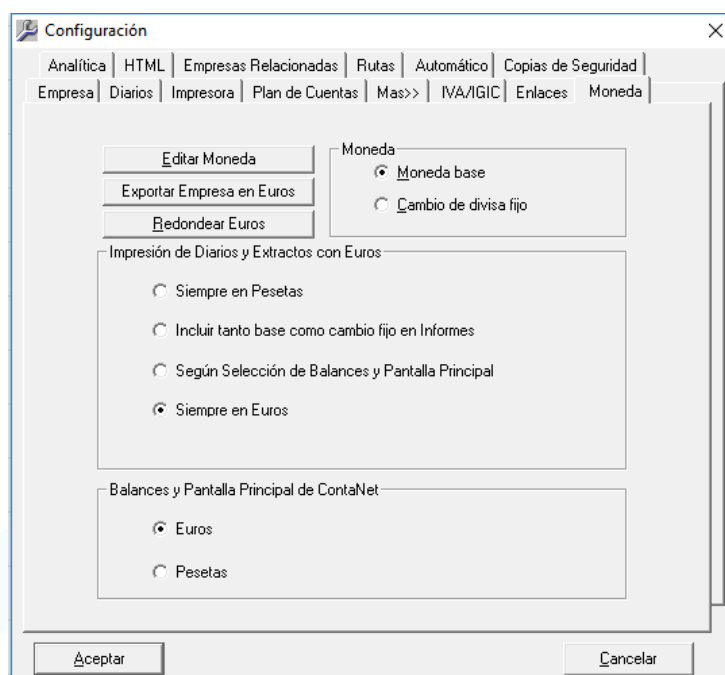 Configuración
Analítica HTML Empresas Relacionadas Rutas Automático Copias de Seguridad
Empresa Diarios Impresora Plan de Cuentas Mas>> IVA/IGIC Enlaces Moneda
Editar Moneda
Exportar Empresa en Euros
Redondear Euros
Moneda
Moneda base
Cambio de divisa fijo
Impresión de Diarios y Extractos con Euros
Siempre en Pesetas
Incluir tanto base como cambio fijo en Informes
Según Selección de Balances y Pantalla Principal
Siempre en Euros
Balances y Pantalla Principal de ContaNet
Euros
Pesetas
Aceptar Cancelar